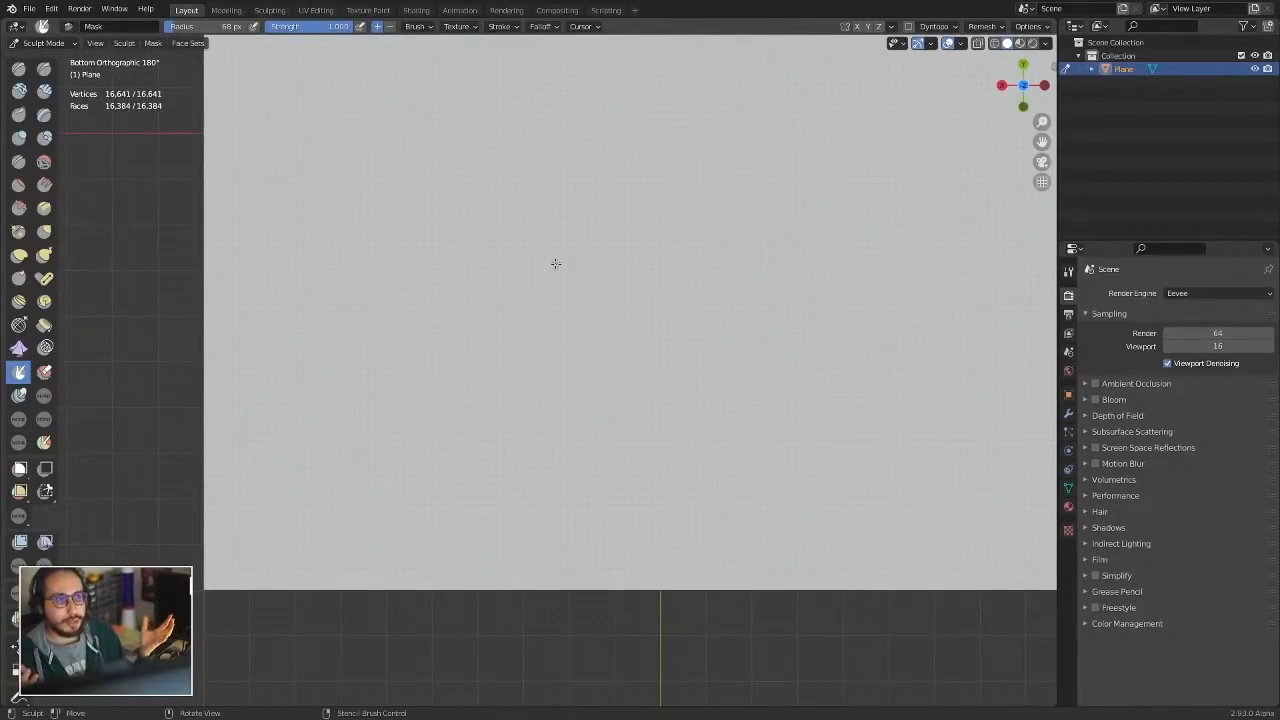 File Edit Render Window Help
Layout Modeling Sculpting UV Editing Texture Paint Shading Animation Rendering Compositing Scripting +
Scene
View Layer
Mask
Radius 68 px
Strength 1.000
Brush
Texture
Stroke
Falloff
Cursor
X Y Z
Dyntopo
Remesh
Options
Sculpt Mode
View
Sculpt
Mask
Face Sets
Bottom Orthographic 180°
(1) Plane
Vertices 16,641 / 16,641
Faces 16,384 / 16,384
Y
X
-Z
Scene Collection
Collection
Plane
Scene
Render Engine Eevee
Sampling
Render 64
Viewport 16
Viewport Denoising
Ambient Occlusion
Bloom
Depth of Field
Subsurface Scattering
Screen Space Reflections
Motion Blur
Volumetrics
Performance
Hair
Shadows
Indirect Lighting
Film
Simplify
Grease Pencil
Freestyle
Color Management
Sculpt
Move
Rotate View
Stencil Brush Control
2.93.0 Alpha